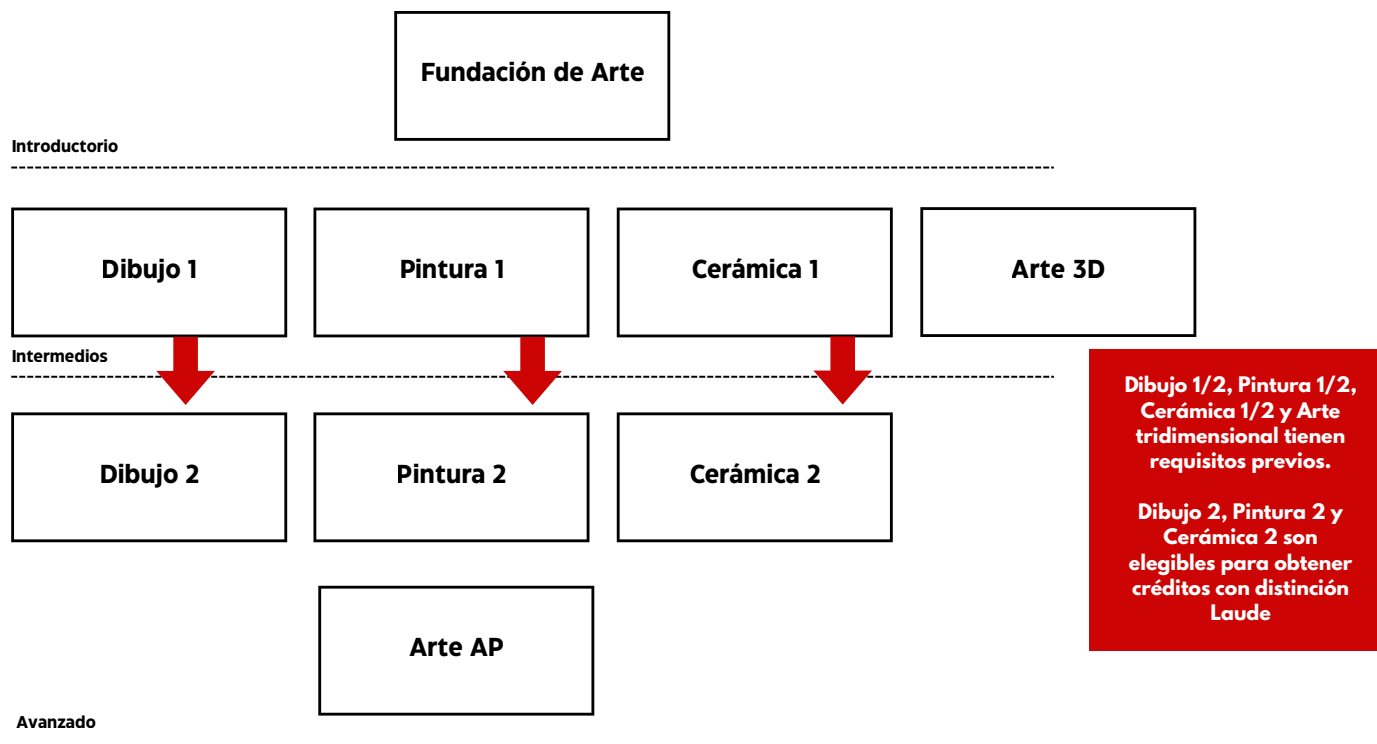 Fundación de Arte
Introductorio
Dibujo 1
Pintura 1
Cerámica 1
Arte 3D
Intermedios
Dibujo 2
Pintura 2
Cerámica 2
Dibujo 1/2, Pintura 1/2,
Cerámica 1/2 y Arte
tridimensional tienen
requisitos previos.
Dibujo 2, Pintura 2 y
Cerámica 2 son
elegibles para obtener
créditos con distinción
Laude
Arte AP
Avanzado